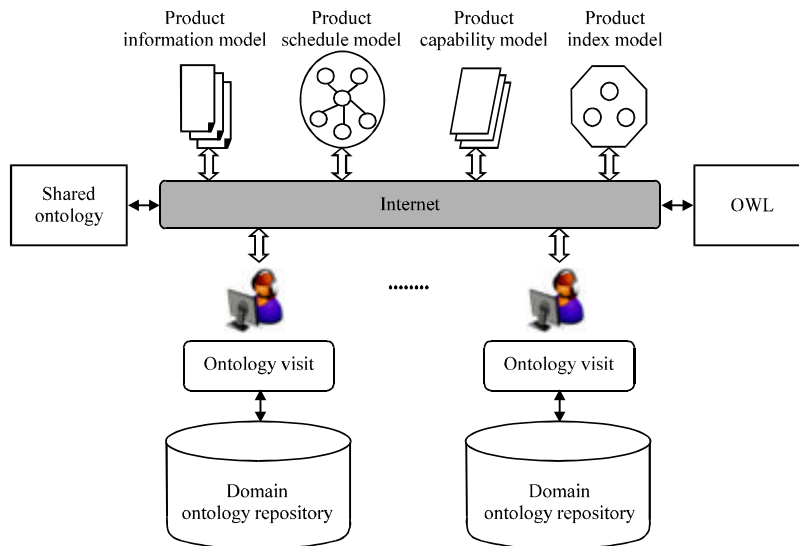 Product
information model
Product
schedule model
Product
capability model
Product
index model
Shared
ontology
Internet
OWL
........
Ontology visit
Ontology visit
Domain
ontology repository
Domain
ontology repository